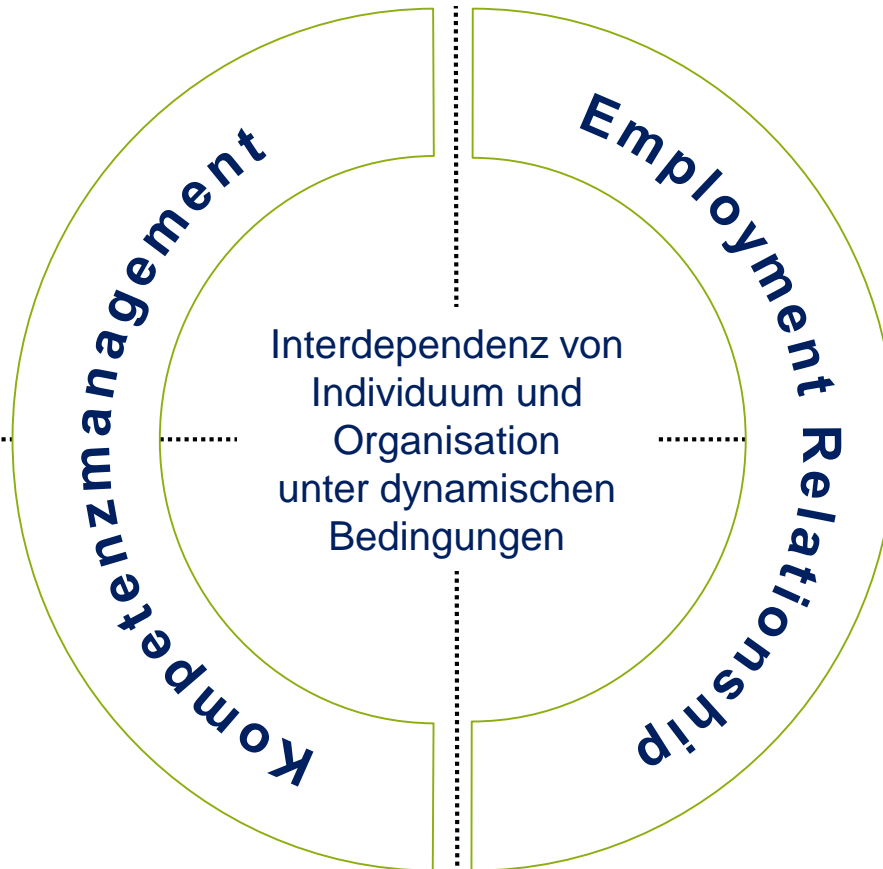 Kompetenzmanagement
Employment Relationship
Interdependenz von
Individuum und
Organisation
unter dynamischen
Bedingungen